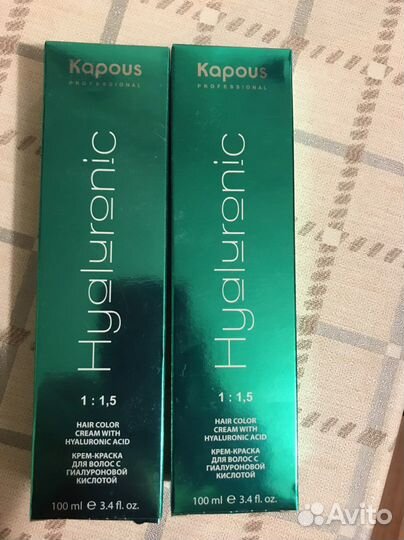 Kapous
PROFESSIONAL
Hyaluronic
1 : 1,5
HAIR COLOR
CREAM WITH
HYALURONIC ACID
КРЕМ-КРАСКА
ДЛЯ ВОЛОС С
ГИАЛУРОНОВОЙ
КИСЛОТОЙ
100 ml ℮ 3.4 fl. oz.
Kapous
PROFESSIONAL
Hyaluronic
1 : 1,5
HAIR COLOR
CREAM WITH
HYALURONIC ACID
КРЕМ-КРАСКА
ДЛЯ ВОЛОС С
ГИАЛУРОНОВОЙ
КИСЛОТОЙ
100 ml ℮ 3.4 fl. oz.
Avito